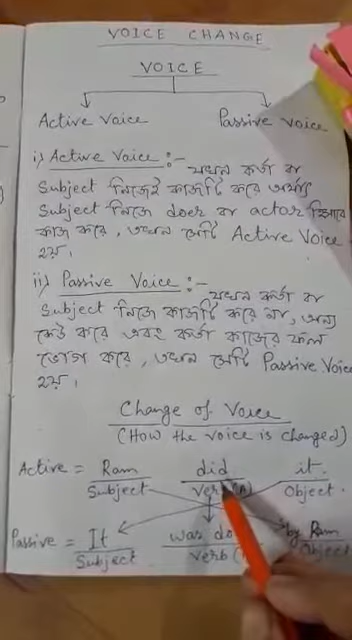 VOICE CHANGE
VOICE
Active Voice Passive Voice
i) Active Voice :- যখন কর্তা বা
Subject নিজেই কাজটি করে অর্থাৎ
Subject নিজে doer বা actor হিসাবে
কাজ করে, তখন সেটি Active Voice
হয়।
ii) Passive Voice :- যখন কর্তা বা
Subject নিজে কাজটি করে না, অন্য
কেউ করে এবং কর্তা কাজের ফল
ভোগ করে, তখন সেটি Passive Voice
হয়।
Change of Voice
(How the voice is changed)
Active = Ram did it.
Subject Verb(A) Object
Passive = It was do by Ram
Subject verb ( Object